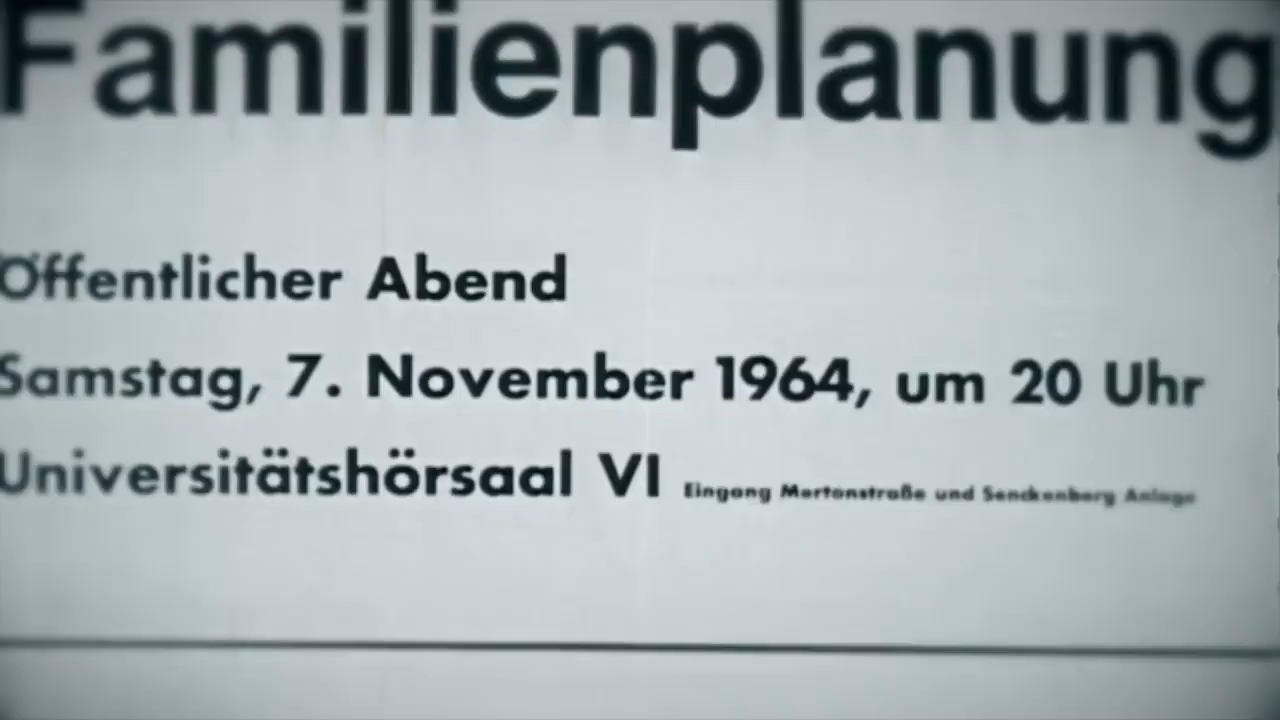 Familienplanung
Öffentlicher Abend
Samstag, 7. November 1964, um 20 Uhr
Universitätshörsaal VI Eingang Mertonstraße und Senckenberg Anlage